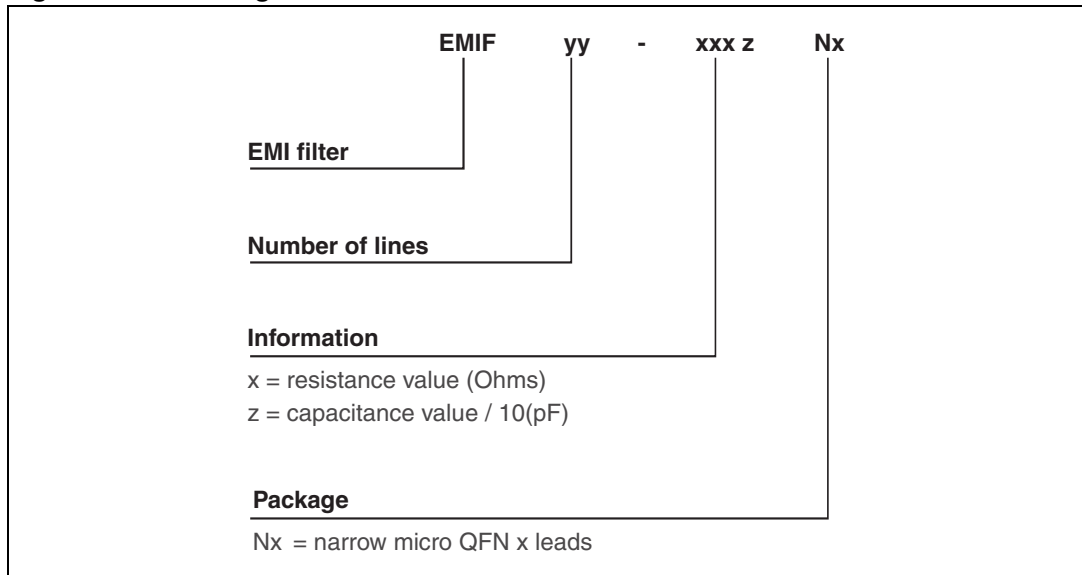 EMIF yy - xxx z Nx
EMI filter
Number of lines
Information
x = resistance value (Ohms)
z = capacitance value / 10(pF)
Package
Nx = narrow micro QFN x leads